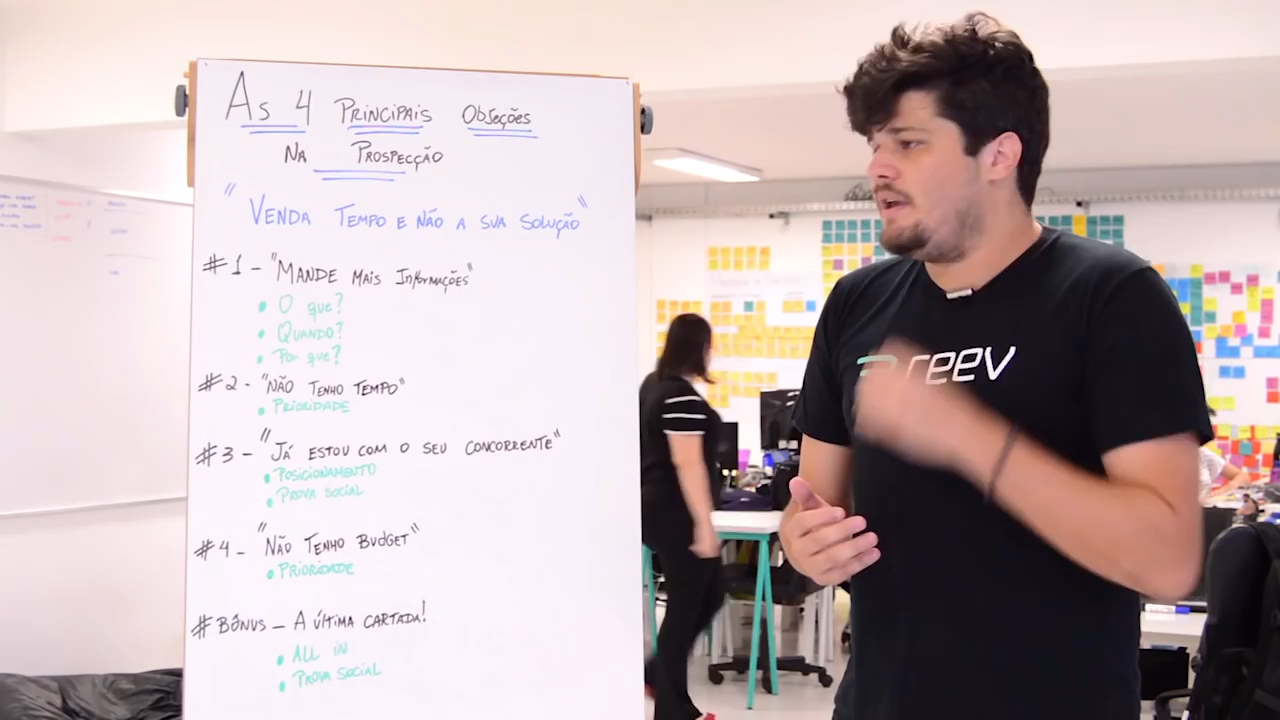 As 4 PRINCIPAIS ObJeções
NA PROSPECÇÃO
" VENDA TEMPO E NÃO A SUA SOLUÇÃO "
#1 - "MANDE MAIS InfoRMAÇÕES"
• O que?
• QUANDO?
• Por que?
#2 - "NÃO TENHO TEMPO"
• PRIORIDADE
#3 - "JÁ ESTOU COM O SEU CONCORRENTE"
• POSICIONAMENTO
• PROVA SOCIAL
#4 - "NÃO TENHO BUDGET"
• PRIORIDADE
# BÔNUS - A ÚLTIMA CARTADA!
• ALL IN
• PROVA SOCIAL
reev